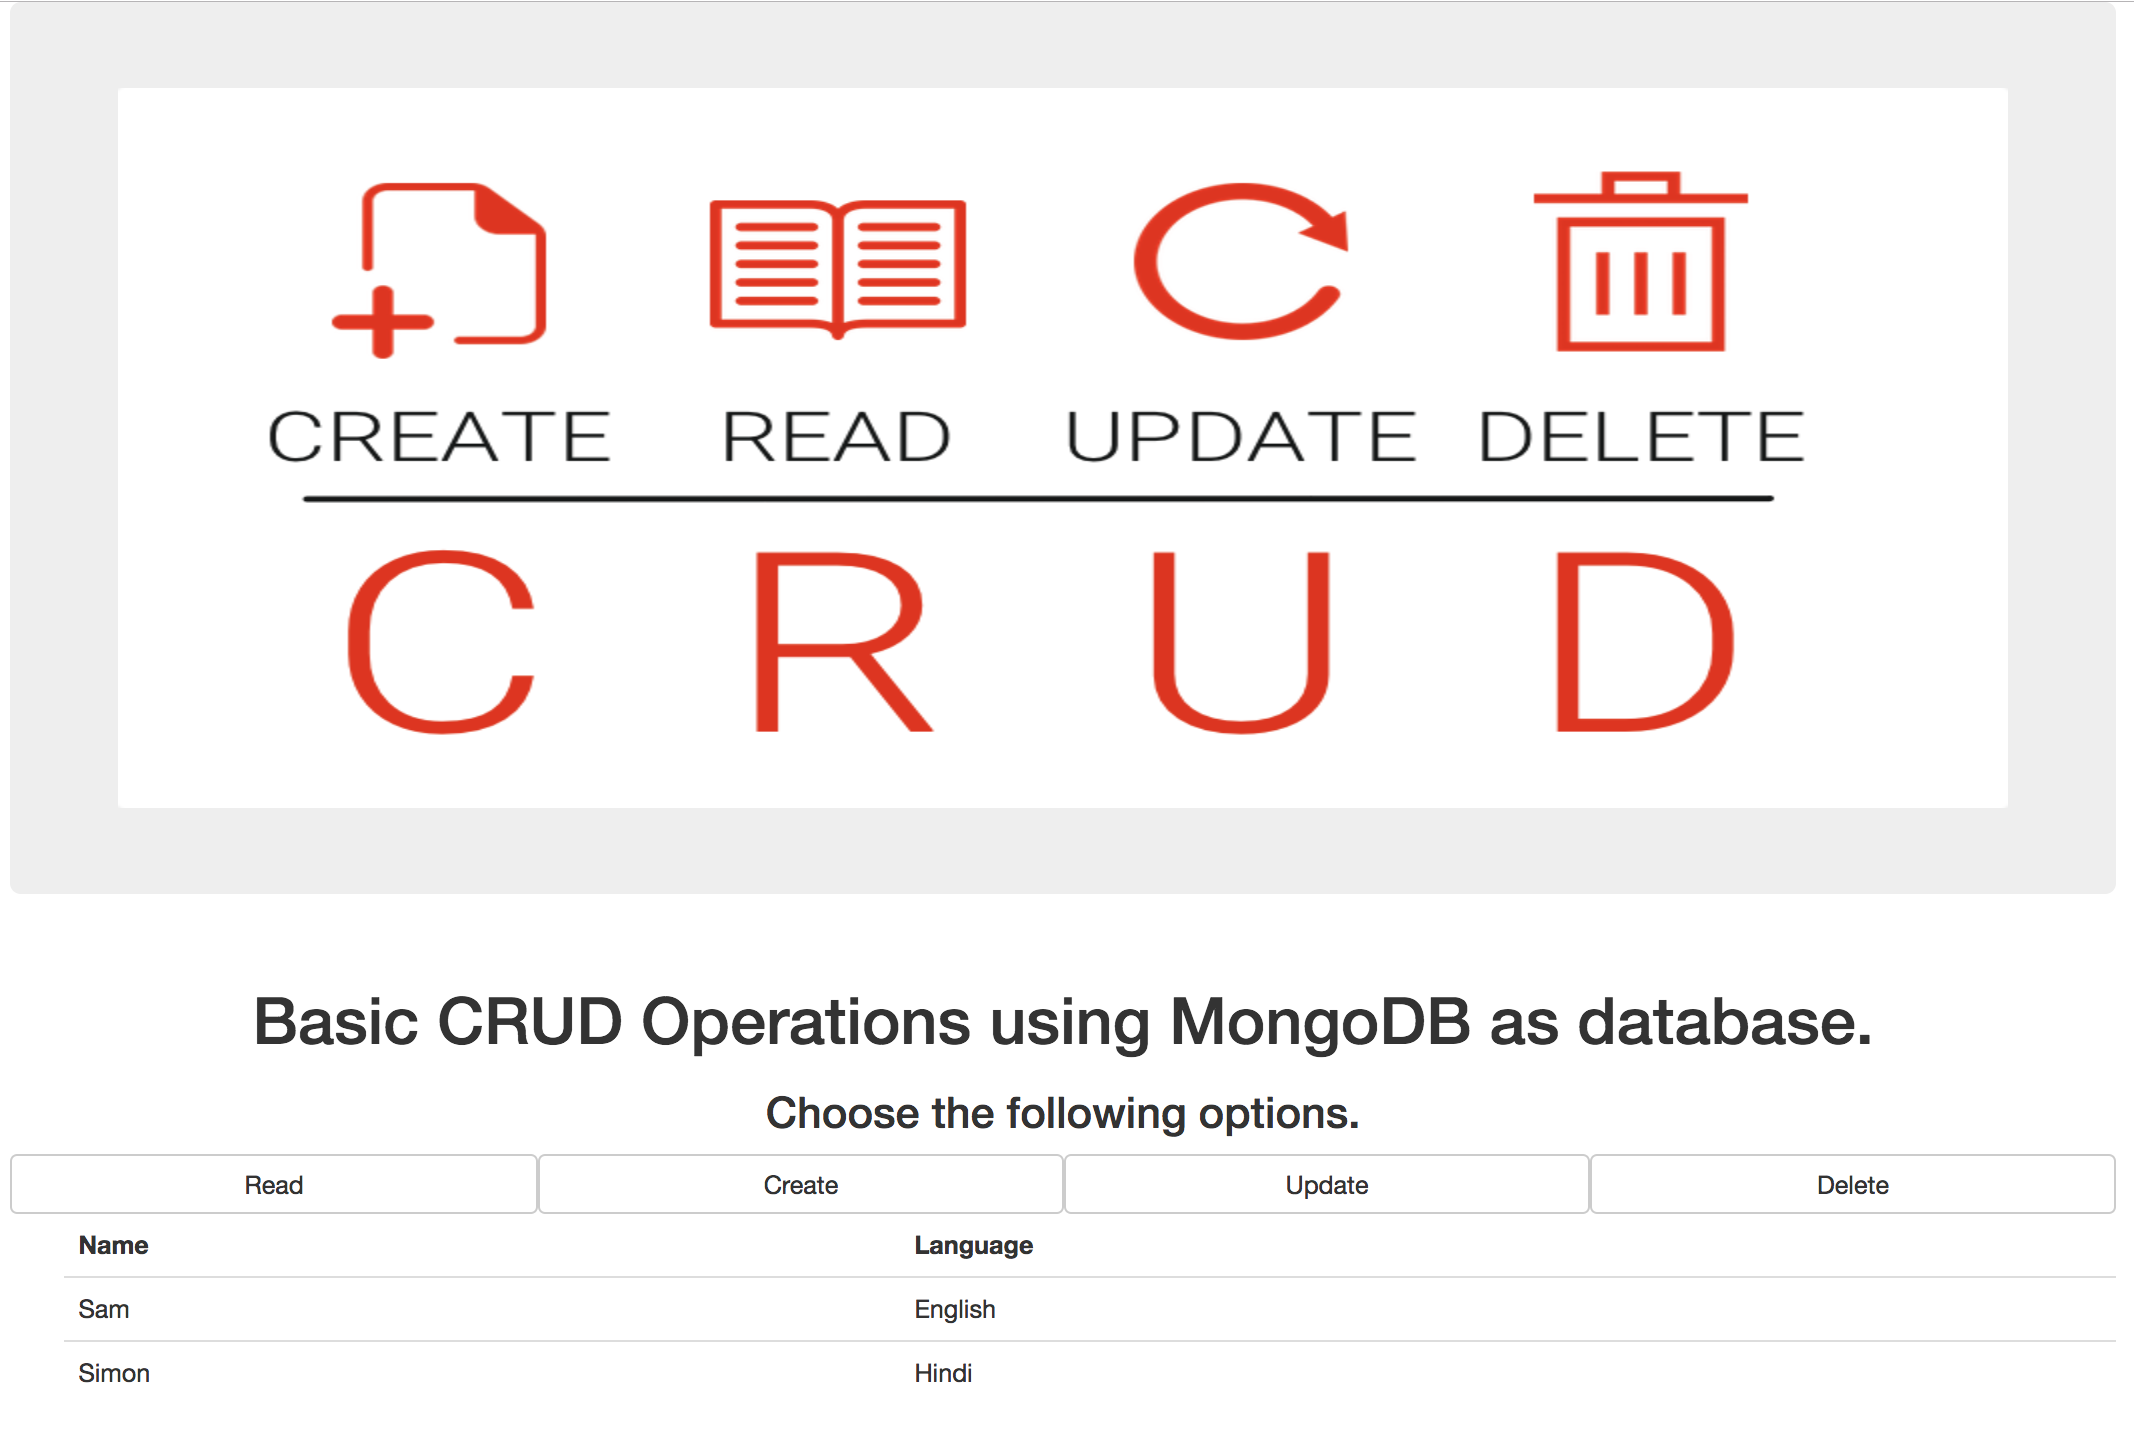 CREATE READ UPDATE DELETE
C R U D
Basic CRUD Operations using MongoDB as database.
Choose the following options.
Read Create Update Delete
Name Language
Sam English
Simon Hindi